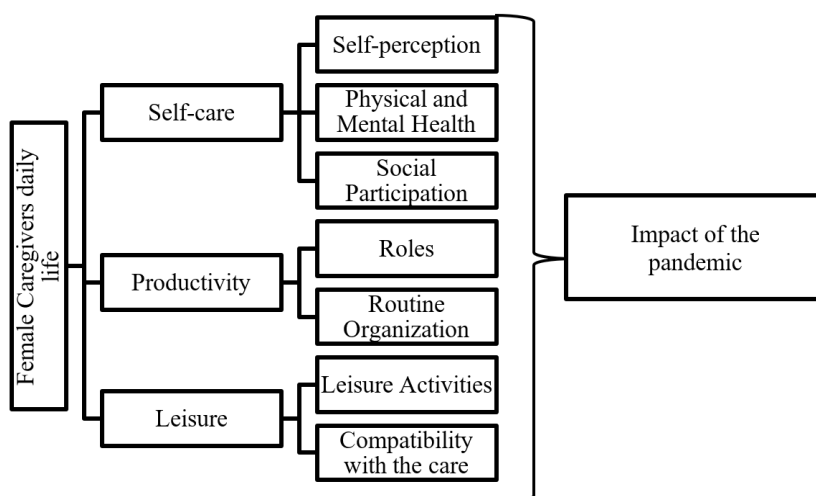 Female Caregivers daily
life
Self-care
Self-perception
Physical and
Mental Health
Social
Participation
Productivity
Roles
Routine
Organization
Leisure
Leisure Activities
Compatibility
with the care
Impact of the
pandemic